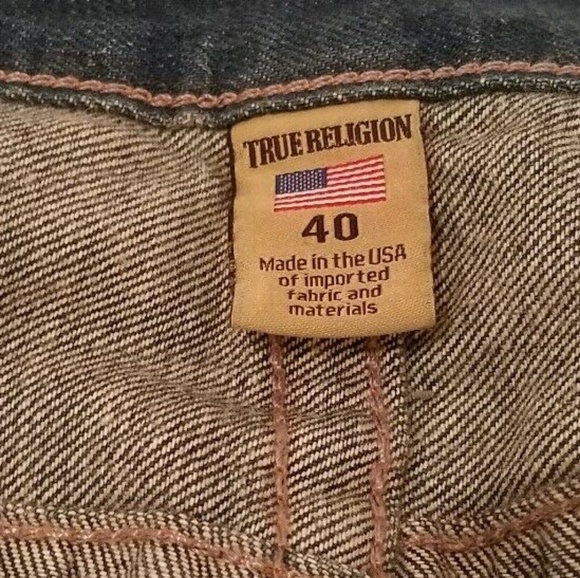 TRUE RELIGION
40
Made in the USA
of imported
fabric and
materials